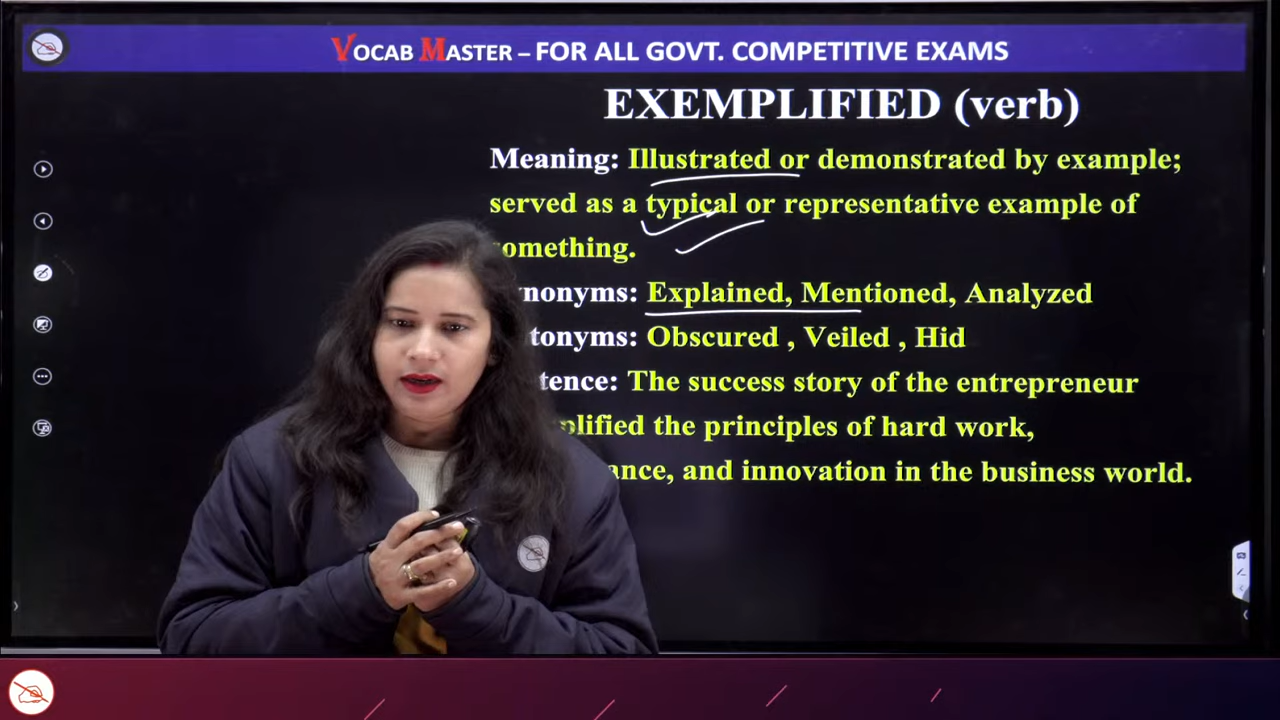 VOCAB MASTER – FOR ALL GOVT. COMPETITIVE EXAMS
EXEMPLIFIED (verb)
Meaning: Illustrated or demonstrated by example;
served as a typical or representative example of
something.
nonyms: Explained, Mentioned, Analyzed
tonyms: Obscured , Veiled , Hid
tence: The success story of the entrepreneur
plified the principles of hard work,
ance, and innovation in the business world.